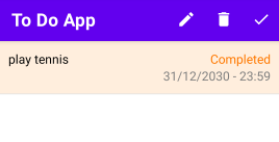 To Do App
play tennis
Completed
31/12/2030 - 23:59